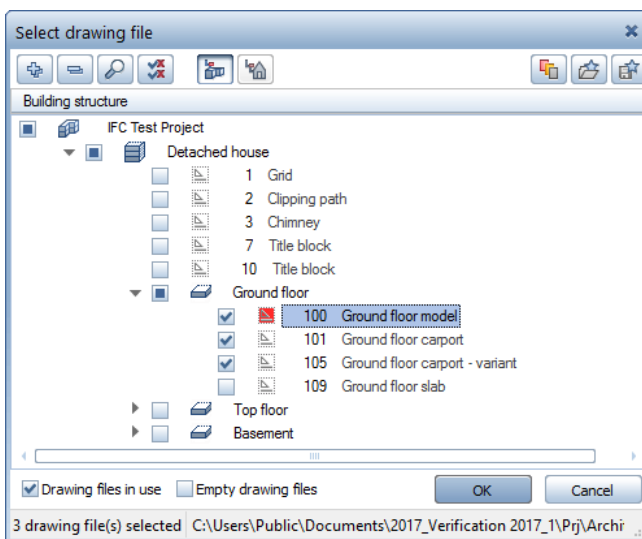 Select drawing file
Building structure
IFC Test Project
Detached house
1 Grid
2 Clipping path
3 Chimney
7 Title block
10 Title block
Ground floor
100 Ground floor model
101 Ground floor carport
105 Ground floor carport - variant
109 Ground floor slab
Top floor
Basement
Drawing files in use Empty drawing files OK Cancel
3 drawing file(s) selected C:\Users\Public\Documents\2017_Verification 2017_1\Prj\Archi